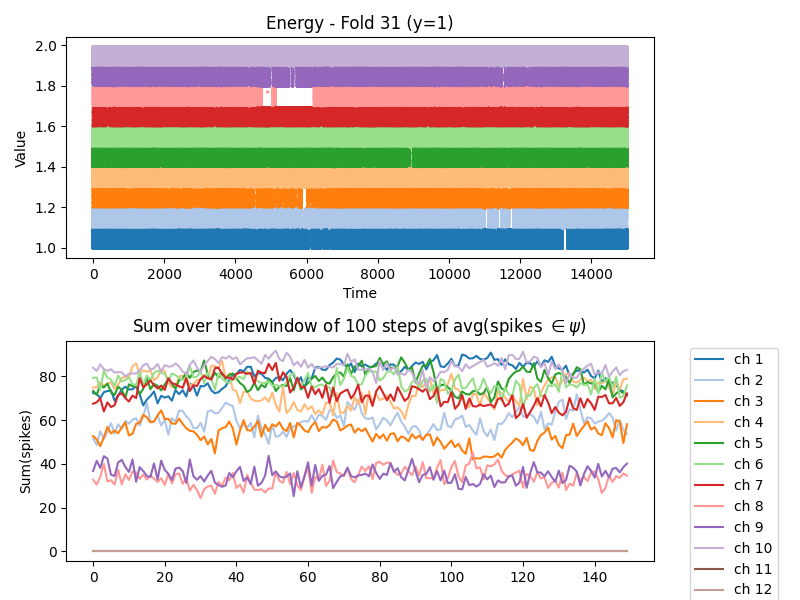 Energy - Fold 31 (y=1)
Value
2.0
1.8
1.6
1.4
1.2
1.0
0
2000
4000
6000
8000
10000
12000
14000
Time
Sum over timewindow of 100 steps of avg(spikes ∈ ψ)
Sum(spikes)
80
60
40
20
0
0
20
40
60
80
100
120
140
ch 1
ch 2
ch 3
ch 4
ch 5
ch 6
ch 7
ch 8
ch 9
ch 10
ch 11
ch 12